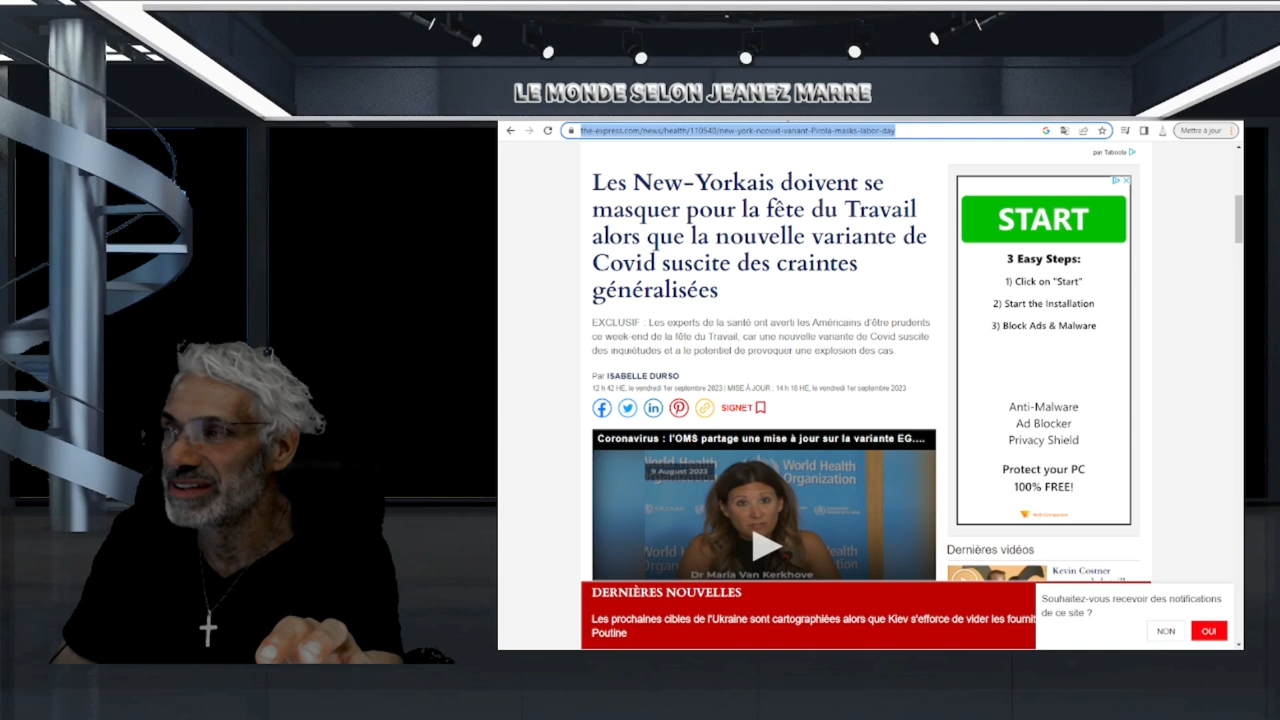 LE MONDE SELON JEANEZ MARRE
the-express.com/news/health/110540/new-york-ncovid-variant-Pirola-masks-labor-day
Mettre à jour
par Taboola
Les New-Yorkais doivent se
masquer pour la fête du Travail
alors que la nouvelle variante de
Covid suscite des craintes
généralisées
EXCLUSIF : Les experts de la santé ont averti les Américains d'être prudents
ce week-end de la fête du Travail, car une nouvelle variante de Covid suscite
des inquiétudes et a le potentiel de provoquer une explosion des cas.
Par ISABELLE DURSO
12 h 42 HE, le vendredi 1er septembre 2023 | MISE À JOUR : 14 h 10 HE, le vendredi 1er septembre 2023
SIGNET
Coronavirus : l'OMS partage une mise à jour sur la variante EG....
9 August 2023
World Health
Organization
World
Dr Maria Van Kerkhove
START
3 Easy Steps:
1) Click on "Start"
2) Start the Installation
3) Block Ads & Malware
Anti-Malware
Ad Blocker
Privacy Shield
Protect your PC
100% FREE!
Dernières vidéos
Kevin Costner
DERNIÈRES NOUVELLES
Les prochaines cibles de l'Ukraine sont cartographiées alors que Kiev s'efforce de vider les fournit
Poutine
Souhaitez-vous recevoir des notifications
de ce site ?
NON
OUI